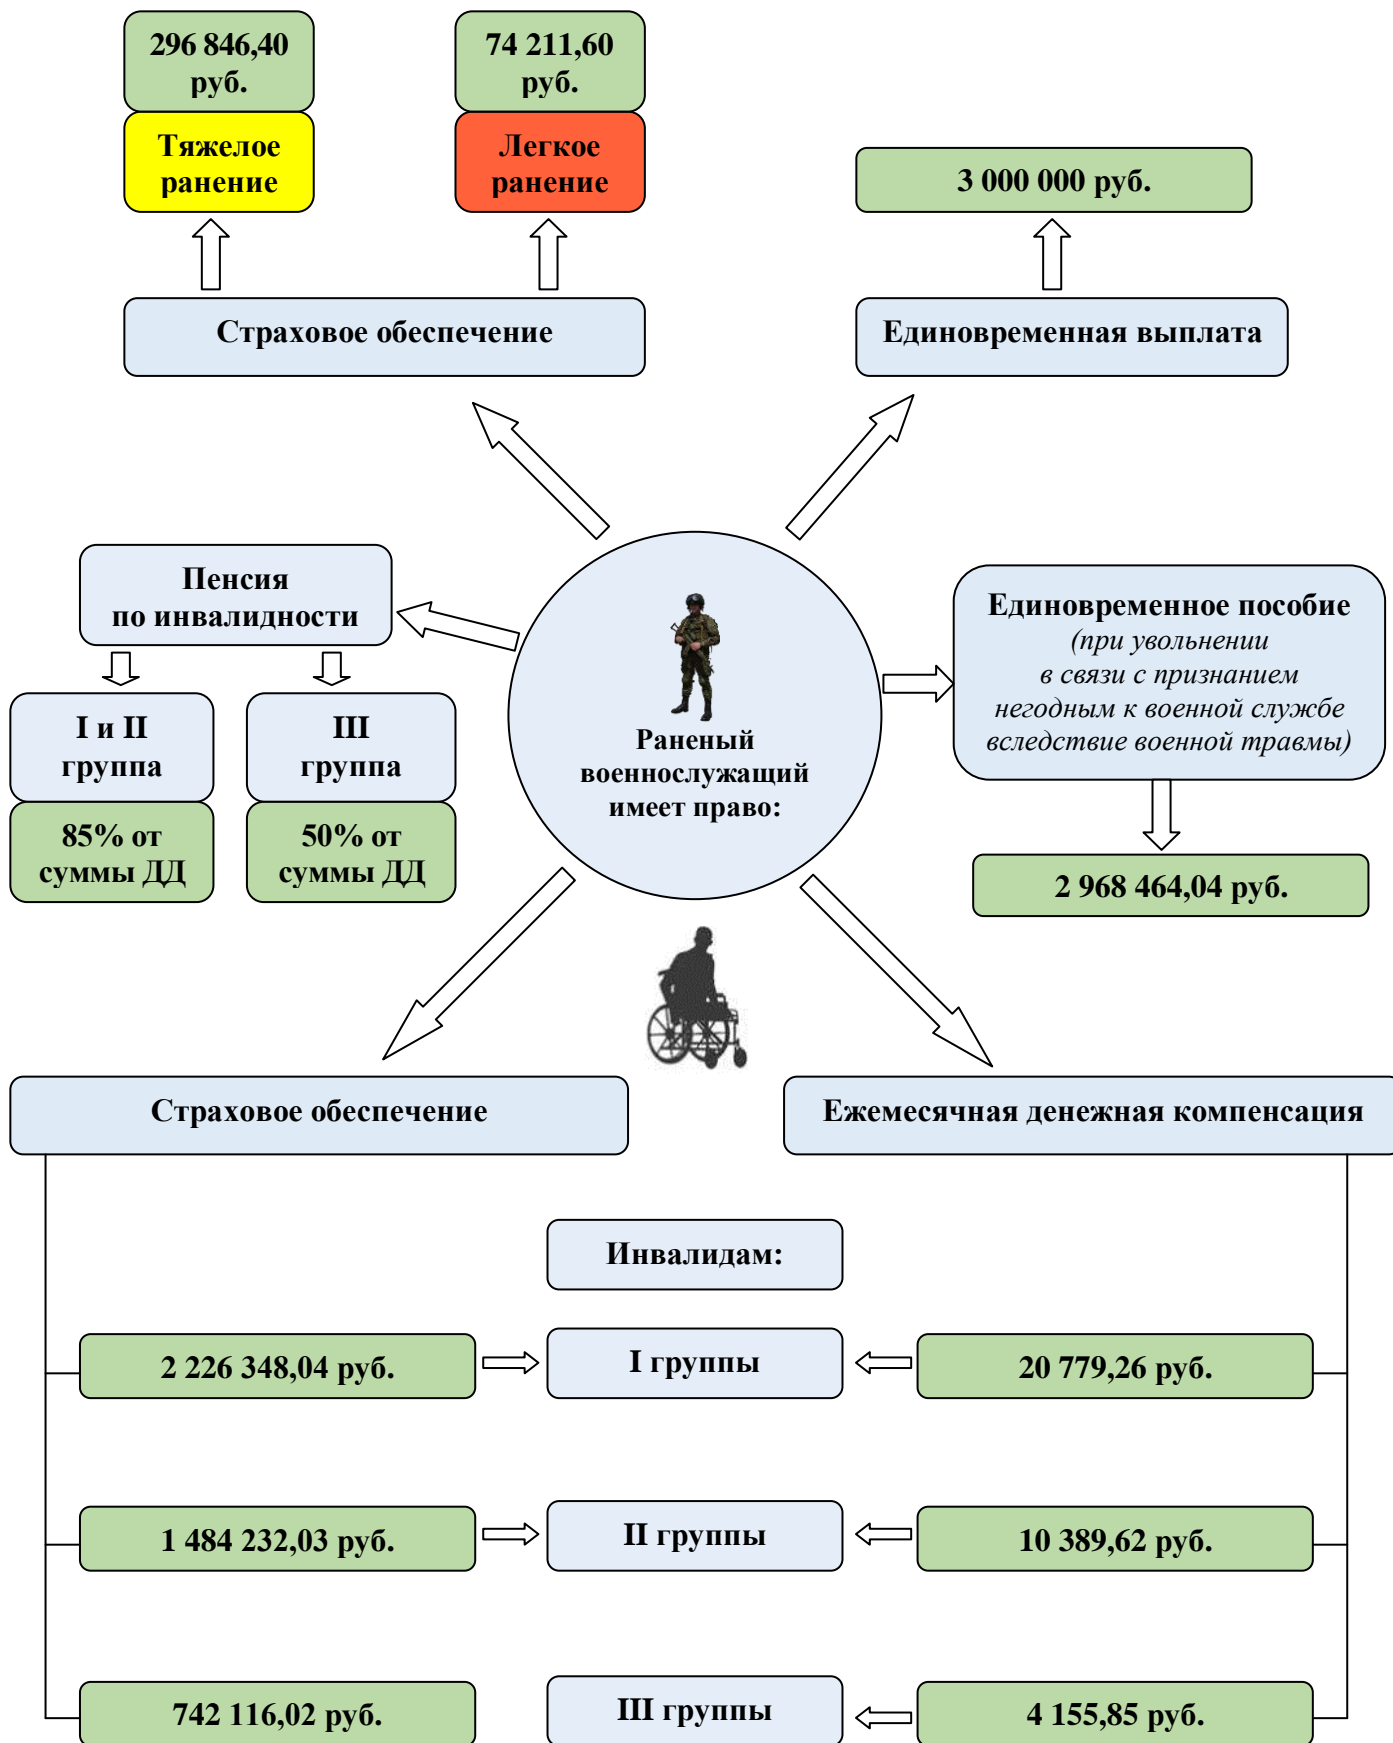 296 846,40
руб.
Тяжелое
ранение
74 211,60
руб.
Легкое
ранение
3 000 000 руб.
Страховое обеспечение
Единовременная выплата
Пенсия
по инвалидности
I и II
группа
85% от
суммы ДД
III
группа
50% от
суммы ДД
Раненый
военнослужащий
имеет право:
Единовременное пособие
(при увольнении
в связи с признанием
негодным к военной службе
вследствие военной травмы)
2 968 464,04 руб.
Страховое обеспечение
Ежемесячная денежная компенсация
Инвалидам:
2 226 348,04 руб.
I группы
20 779,26 руб.
1 484 232,03 руб.
II группы
10 389,62 руб.
742 116,02 руб.
III группы
4 155,85 руб.